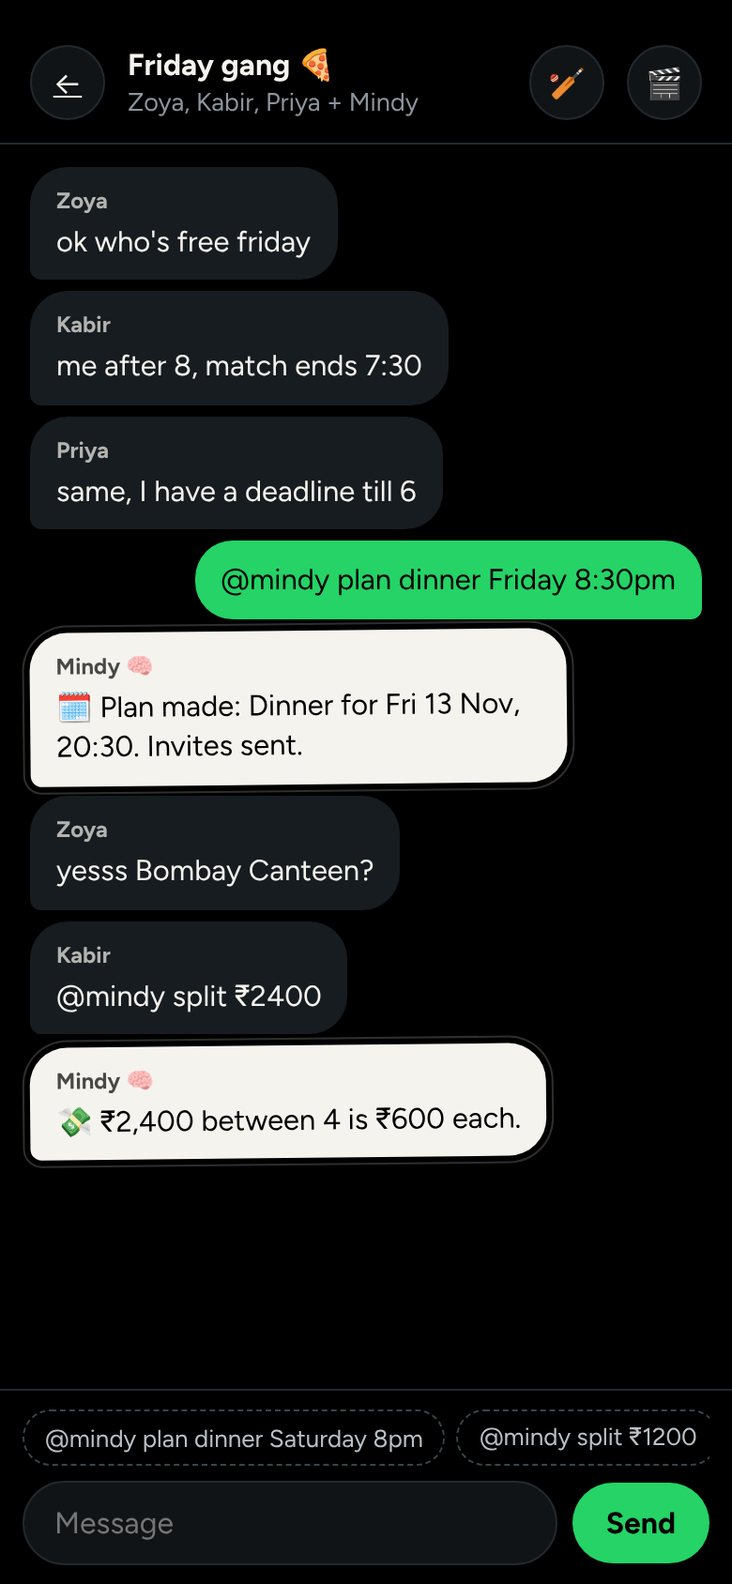 Friday gang 🍕
Zoya, Kabir, Priya + Mindy
Zoya
ok who's free friday
Kabir
me after 8, match ends 7:30
Priya
same, I have a deadline till 6
@mindy plan dinner Friday 8:30pm
Mindy 🧠
🗓️ Plan made: Dinner for Fri 13 Nov,
20:30. Invites sent.
Zoya
yesss Bombay Canteen?
Kabir
@mindy split ₹2400
Mindy 🧠
💸 ₹2,400 between 4 is ₹600 each.
@mindy plan dinner Saturday 8pm
@mindy split ₹1200
Message
Send